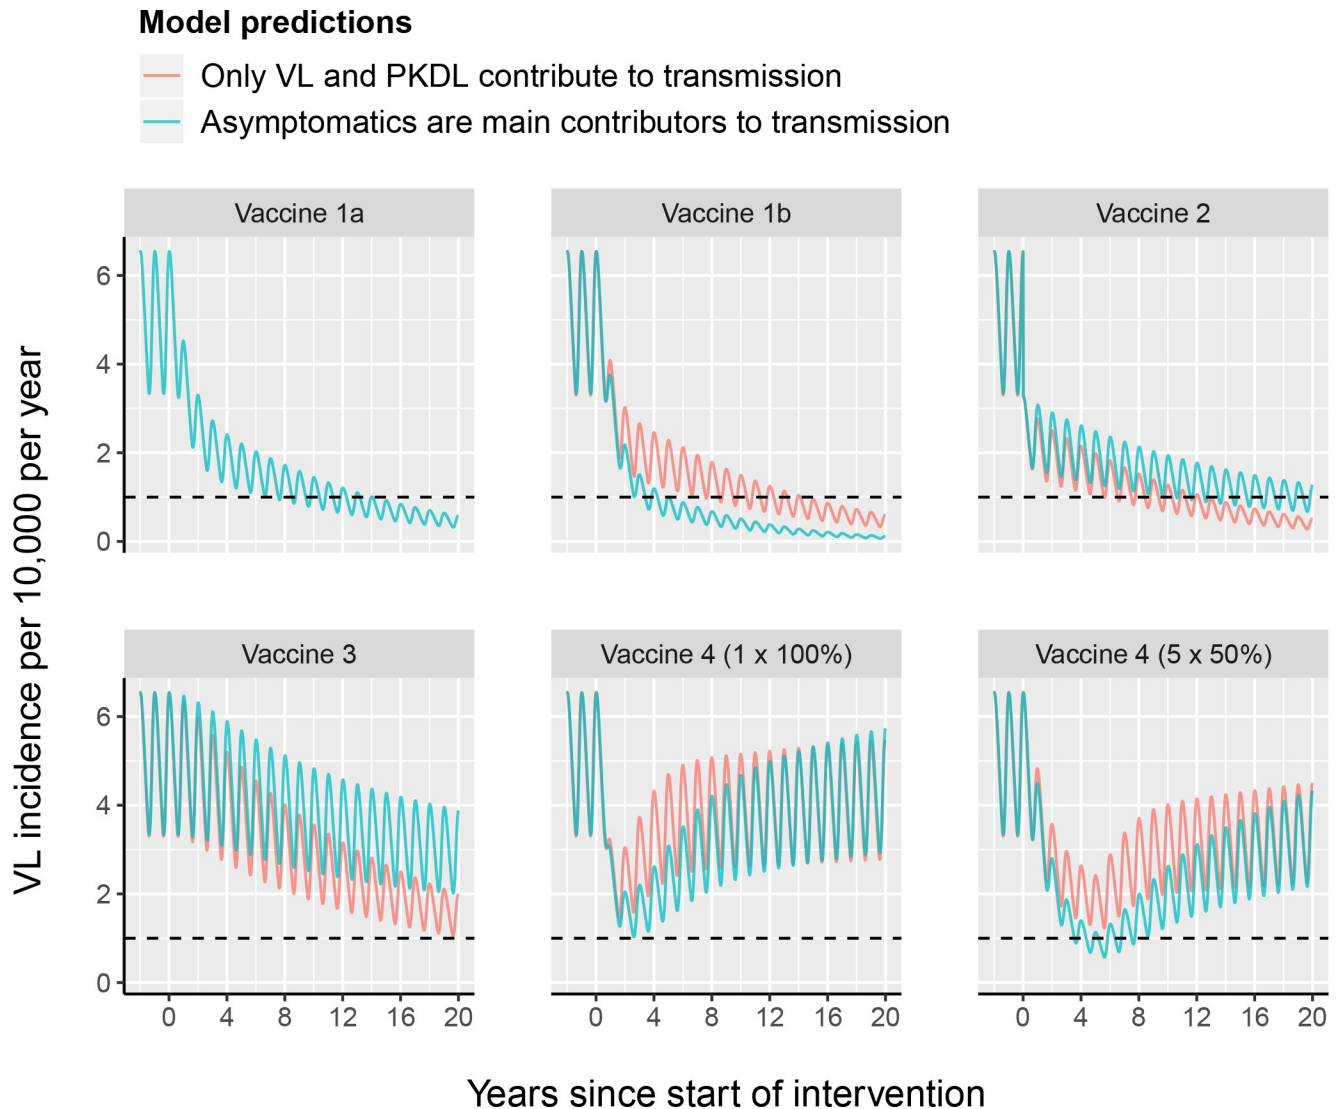 Model predictions
Only VL and PKDL contribute to transmission
Asymptomatics are main contributors to transmission
VL incidence per 10,000 per year
Vaccine 1a
Vaccine 1b
Vaccine 2
6
4
2
0
Vaccine 3
Vaccine 4 (1 x 100%)
Vaccine 4 (5 x 50%)
6
4
2
0
0 4 8 12 16 20
0 4 8 12 16 20
0 4 8 12 16 20
Years since start of intervention